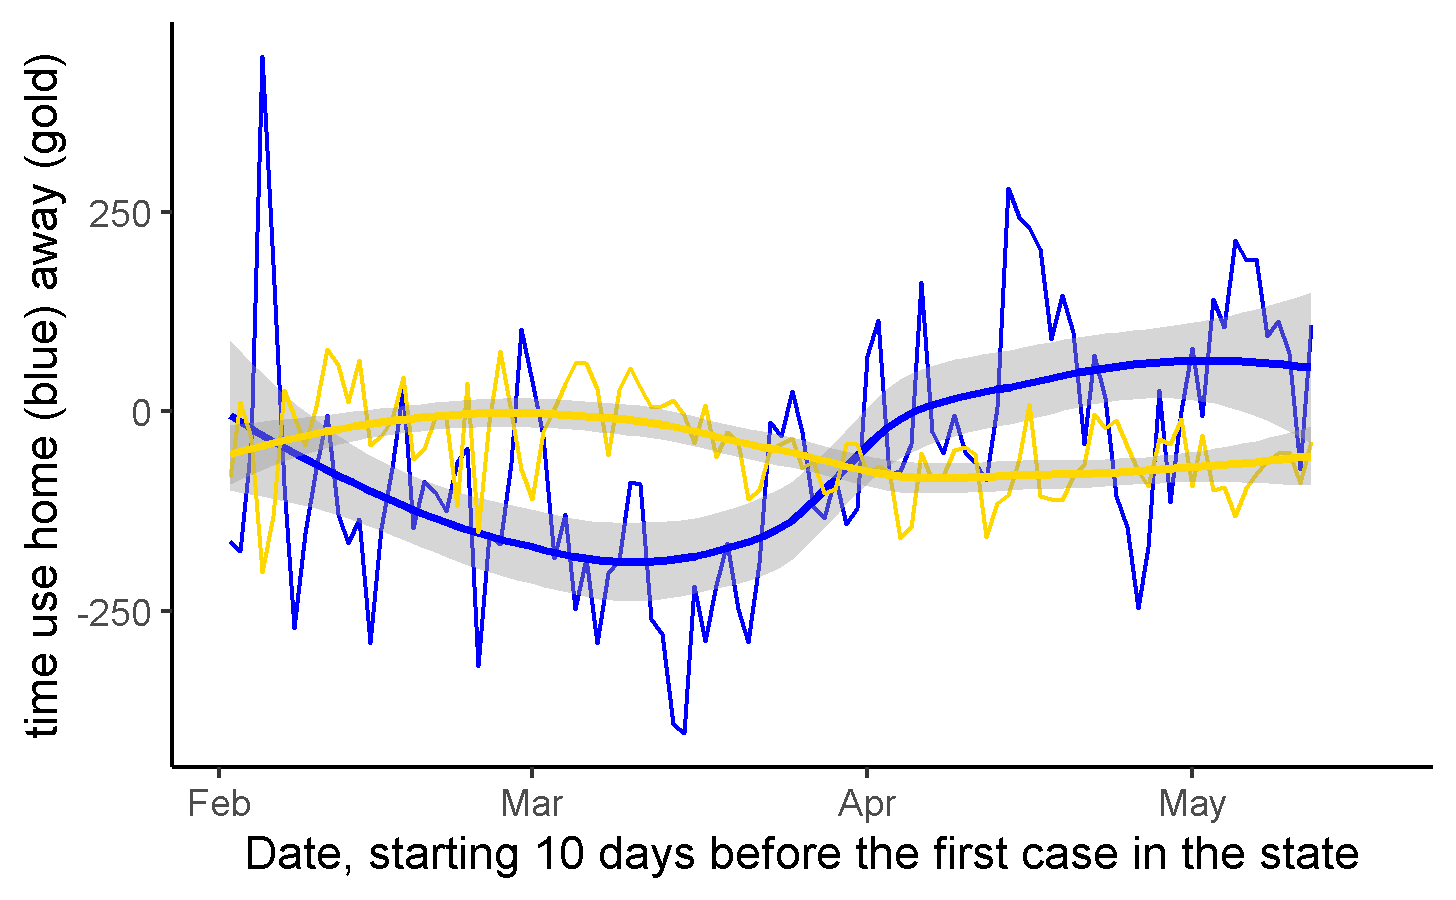 time use home (blue) away (gold)
250
0
-250
Feb
Mar
Apr
May
Date, starting 10 days before the first case in the state